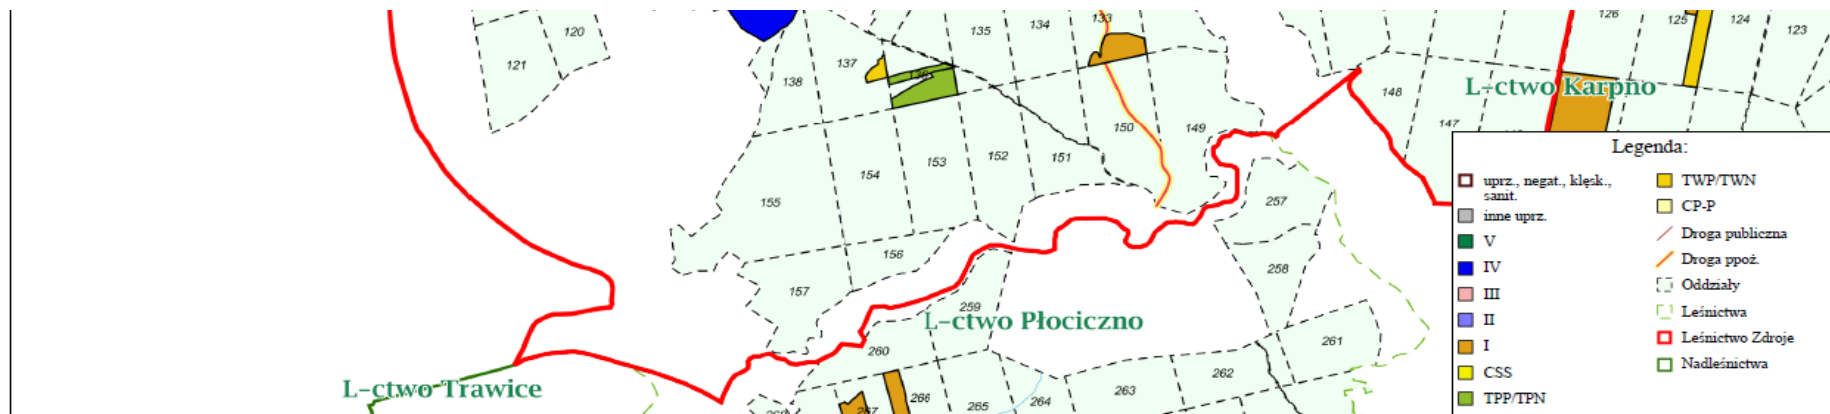 120
121
135
134
133
126
125
124
123
137
138
148
147
150
149
154
153
152
151
155
156
157
257
258
259
260
261
262
263
264
265
266
267
L-ctwo Karpno
L-ctwo Płociczno
L-ctwo Trawice
Legenda:
uprz., negat., klęsk.,
sanit.
inne uprz.
V
IV
III
II
I
CSS
TPP/TPN
TWP/TWN
CP-P
Droga publiczna
Droga ppoż.
Oddziały
Leśnictwa
Leśnictwo Zdroje
Nadleśnictwa